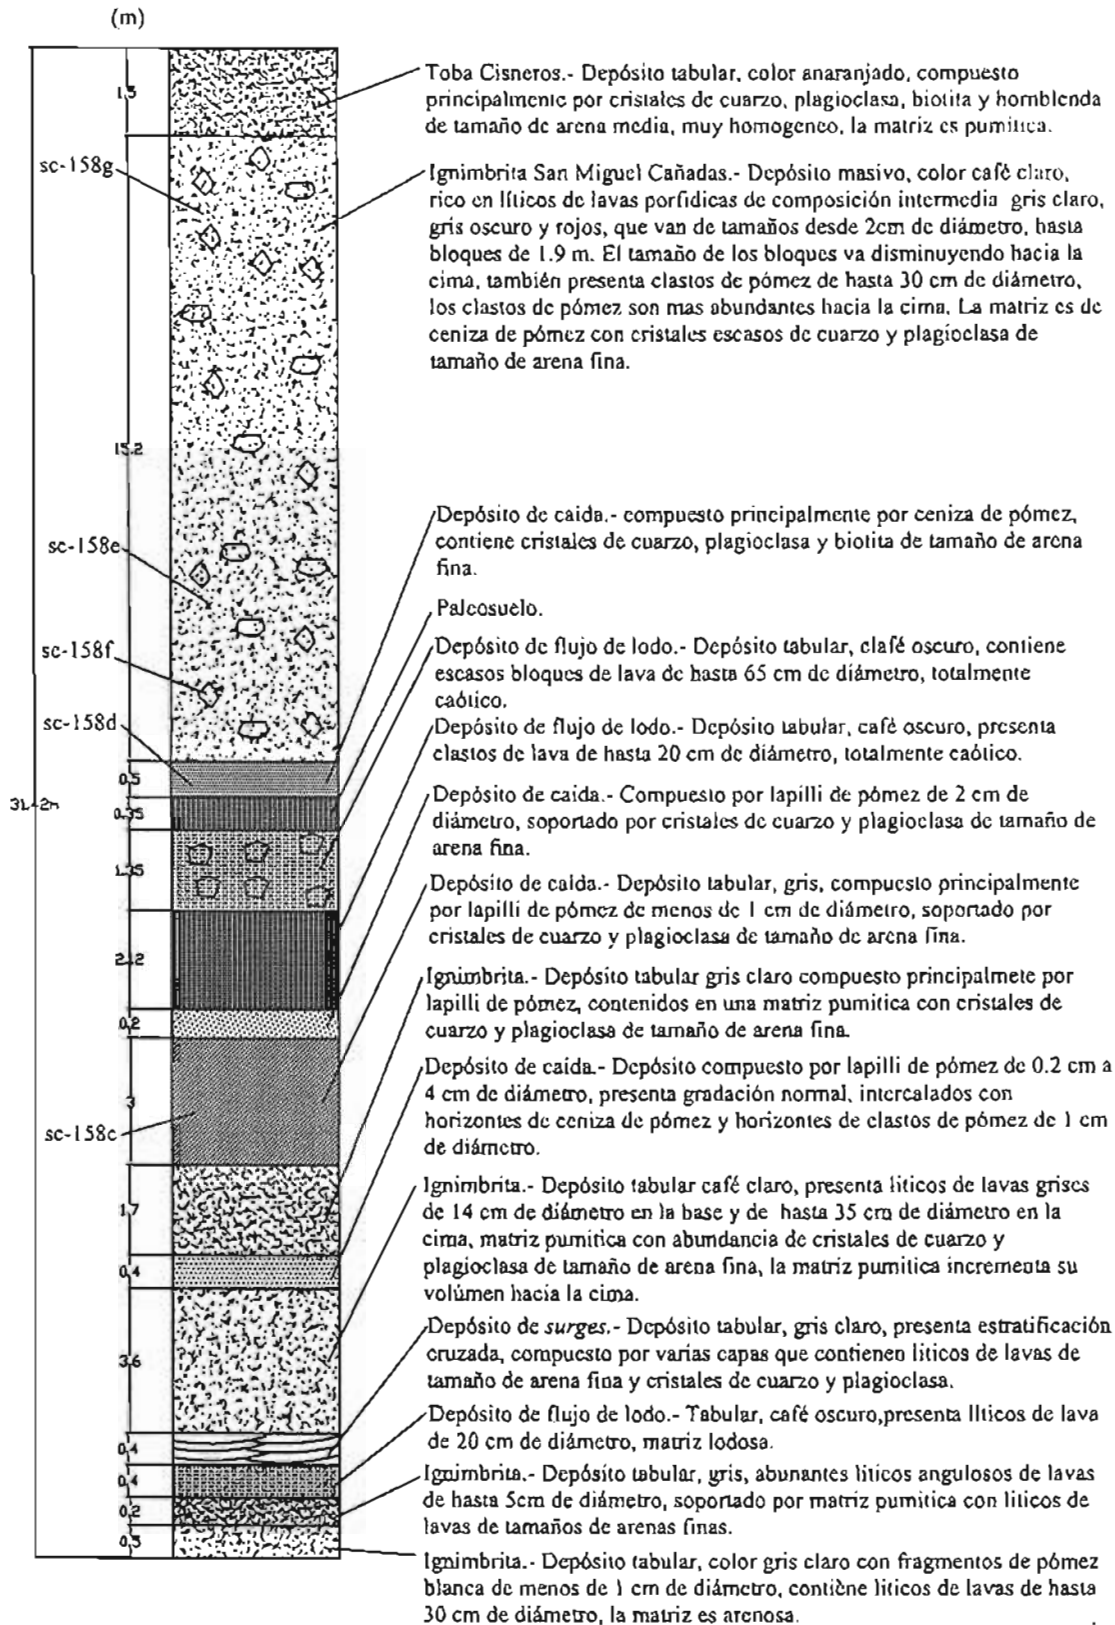 (m)
1.5
15.2
31.42m
0.5
0.35
1.35
2.12
0.2
3
1.7
0.4
3.6
0.4
0.4
0.2
0.5
sc-158g
sc-158e
sc-158f
sc-158d
sc-158c
Toba Cisneros.- Depósito tabular, color anaranjado, compuesto
principalmente por cristales de cuarzo, plagioclasa, biotita y hornblenda
de tamaño de arena media, muy homogeneo, la matriz es pumitica.
Ignimbrita San Miguel Cañadas.- Depósito masivo, color café claro,
rico en líticos de lavas porfidicas de composición intermedia gris claro,
gris oscuro y rojos, que van de tamaños desde 2cm de diámetro, hasta
bloques de 1.9 m. El tamaño de los bloques va disminuyendo hacia la
cima, también presenta clastos de pómez de hasta 30 cm de diámetro,
los clastos de pómez son mas abundantes hacia la cima. La matriz es de
ceniza de pómez con cristales escasos de cuarzo y plagioclasa de
tamaño de arena fina.
Depósito de caida.- compuesto principalmente por ceniza de pómez,
contiene cristales de cuarzo, plagioclasa y biotita de tamaño de arena
fina.
Paleosuelo.
Depósito de flujo de lodo.- Depósito tabular, clafé oscuro, contiene
escasos bloques de lava de hasta 65 cm de diámetro, totalmente
caótico.
Depósito de flujo de lodo.- Depósito tabular, café oscuro, presenta
clastos de lava de hasta 20 cm de diámetro, totalmente caótico.
Depósito de caída.- Compuesto por lapilli de pómez de 2 cm de
diámetro, soportado por cristales de cuarzo y plagioclasa de tamaño de
arena fina.
Depósito de caída.- Depósito tabular, gris, compuesto principalmente
por lapilli de pómez de menos de 1 cm de diámetro, soportado por
cristales de cuarzo y plagioclasa de tamaño de arena fina.
Ignimbrita.- Depósito tabular gris claro compuesto principalmete por
lapilli de pómez, contenidos en una matriz pumitica con cristales de
cuarzo y plagioclasa de tamaño de arena fina.
Depósito de caída.- Depósito compuesto por lapilli de pómez de 0.2 cm a
4 cm de diámetro, presenta gradación normal, intercalados con
horizontes de ceniza de pómez y horizontes de clastos de pómez de 1 cm
de diámetro.
Ignimbrita.- Depósito tabular café claro, presenta liticos de lavas grises
de 14 cm de diámetro en la base y de hasta 35 cm de diámetro en la
cima, matriz pumitica con abundancia de cristales de cuarzo y
plagioclasa de tamaño de arena fina, la matriz pumitica incrementa su
volúmen hacia la cima.
Depósito de surges.- Depósito tabular, gris claro, presenta estratificación
cruzada, compuesto por varias capas que contienen liticos de lavas de
tamaño de arena fina y cristales de cuarzo y plagioclasa.
Depósito de flujo de lodo.- Tabular, café oscuro,presenta líticos de lava
de 20 cm de diámetro, matriz lodosa.
Ignimbrita.- Depósito tabular, gris, abunantes liticos angulosos de lavas
de hasta 5cm de diámetro, soportado por matriz pumitica con liticos de
lavas de tamaños de arenas finas.
Ignimbrita.- Depósito tabular, color gris claro con fragmentos de pómez
blanca de menos de 1 cm de diámetro, contiène liticos de lavas de hasta
30 cm de diámetro, la matriz es arenosa.